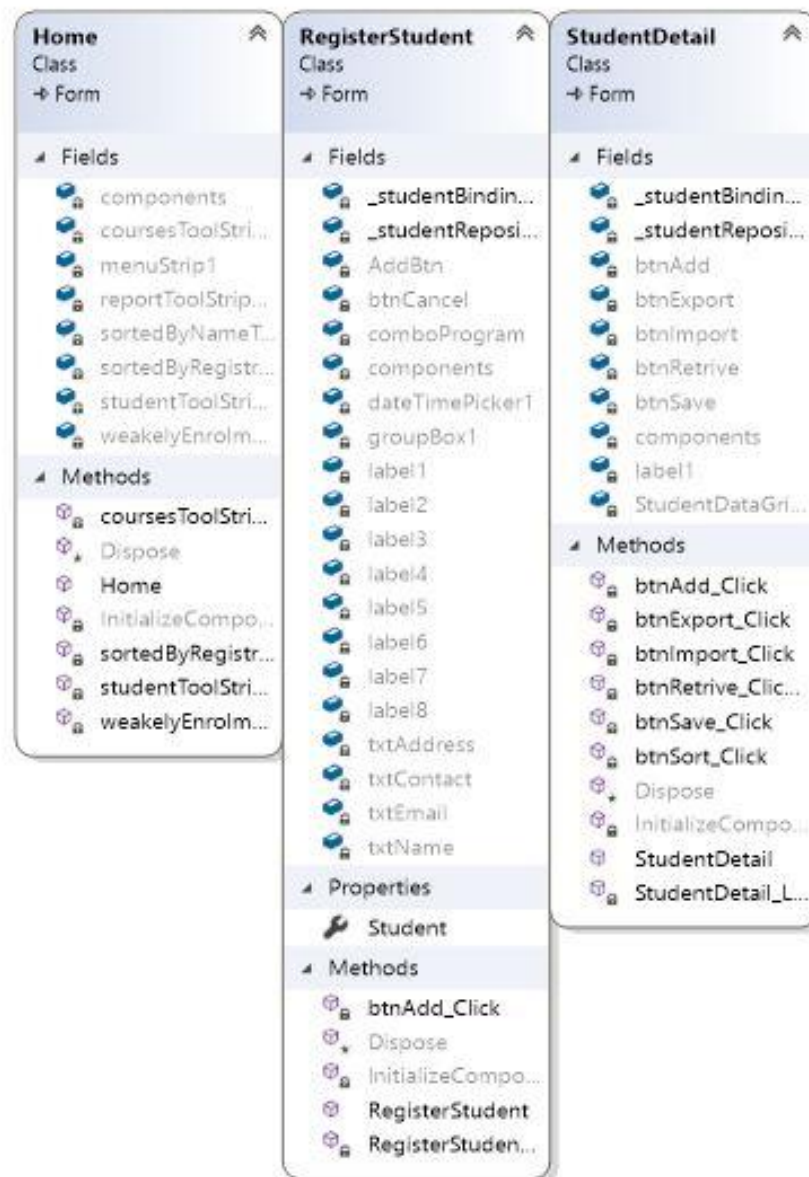 Home
Class
Form
Fields
components
coursesToolStri...
menuStrip1
reportToolStrip...
sortedByNameT...
sortedByRegistr...
studentToolStri...
weakelyEnrolm...
Methods
coursesToolStri...
Dispose
Home
InitializeCompo...
sortedByRegistr...
studentToolStri...
weakelyEnrolm...
RegisterStudent
Class
Form
Fields
_studentBindin...
_studentReposi...
AddBtn
btnCancel
comboProgram
components
dateTimePicker1
groupBox1
label1
label2
label3
label4
label5
label6
label7
label8
txtAddress
txtContact
txtEmail
txtName
Properties
Student
Methods
btnAdd_Click
Dispose
InitializeCompo...
RegisterStudent
RegisterStuden...
StudentDetail
Class
Form
Fields
_studentBindin...
_studentReposi...
btnAdd
btnExport
btnImport
btnRetrive
btnSave
components
label1
StudentDataGri...
Methods
btnAdd_Click
btnExport_Click
btnImport_Click
btnRetrive_Clic...
btnSave_Click
btnSort_Click
Dispose
InitializeCompo...
StudentDetail
StudentDetail_L...